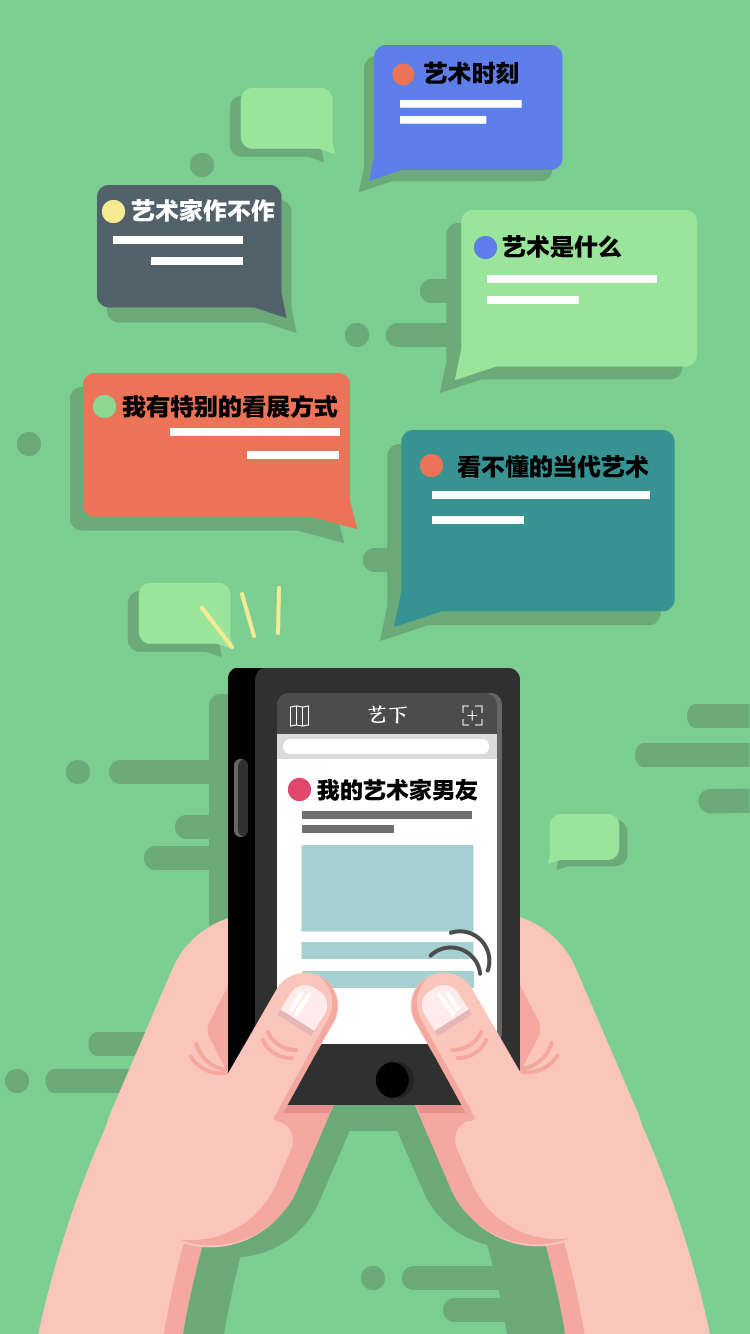 艺术时刻
艺术家作不作
艺术是什么
我有特别的看展方式
看不懂的当代艺术
艺下
我的艺术家男友